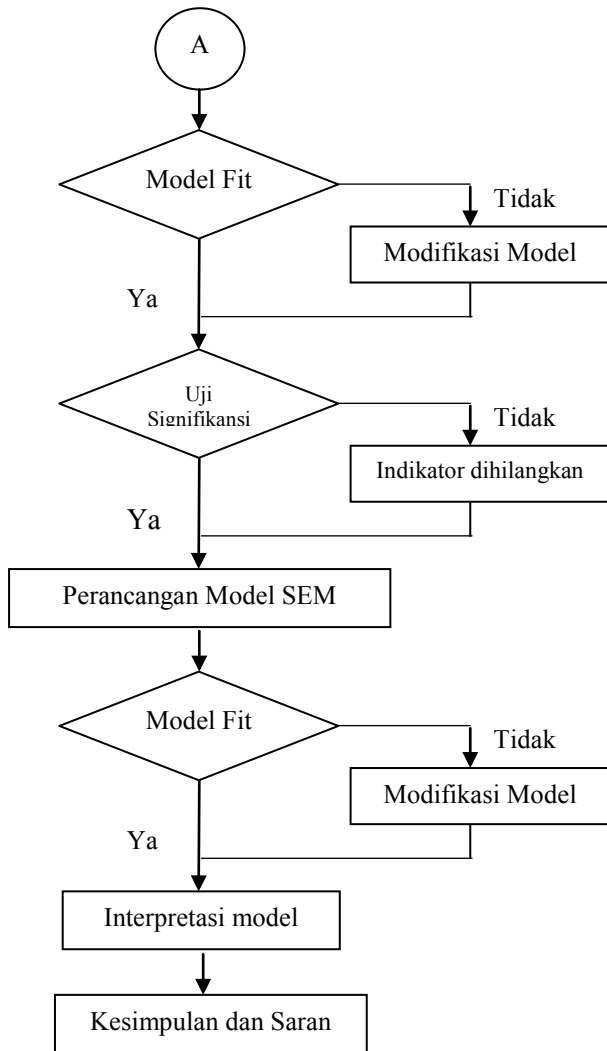 A
Model Fit
Tidak
Modifikasi Model
Ya
Uji
Signifikansi
Tidak
Indikator dihilangkan
Ya
Perancangan Model SEM
Model Fit
Tidak
Modifikasi Model
Ya
Interpretasi model
Kesimpulan dan Saran